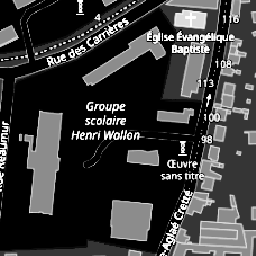 116
Église Évangélique
Baptiste
Rue des Carrières
108
113
Groupe
scolaire
Henri Wallon
100
98
Œuvre
sans titre